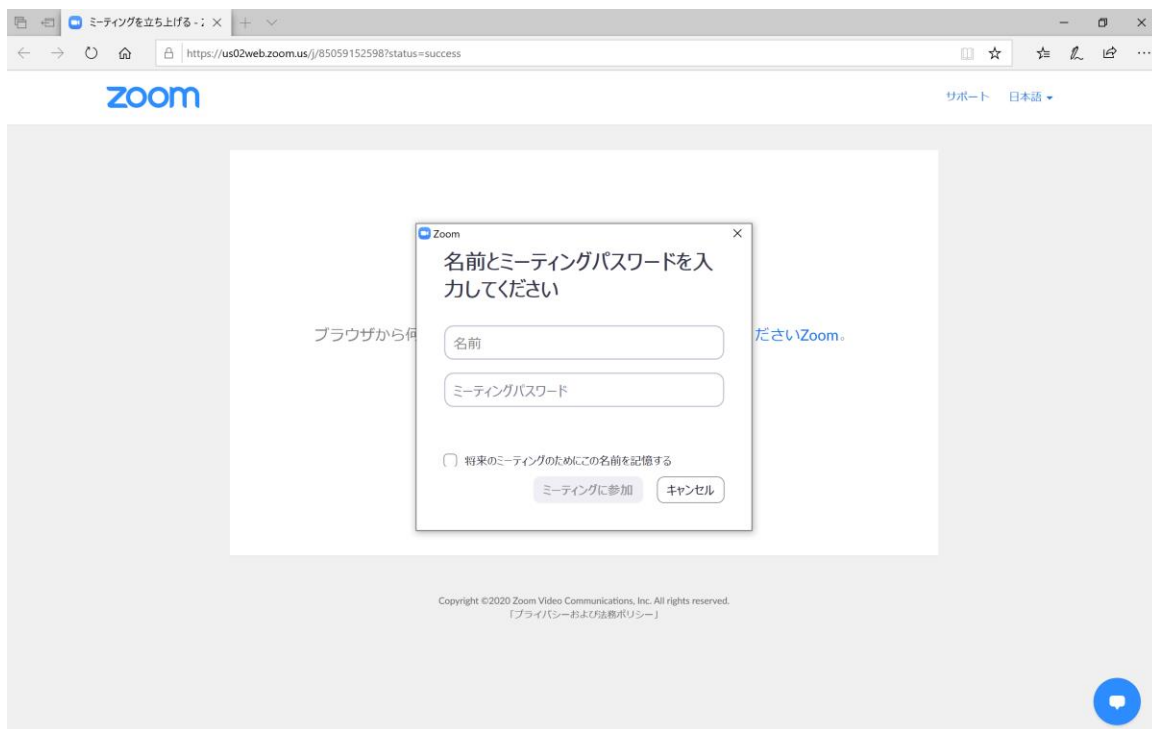 ミーティングを立ち上げる - ズ
https://us02web.zoom.us/j/85059152598?status=success
zoom
サポート 日本語
Zoom
名前とミーティングパスワードを入
力してください
ブラウザから何
ださいZoom。
名前
ミーティングパスワード
将来のミーティングのためにこの名前を記憶する
ミーティングに参加 キャンセル
Copyright ©2020 Zoom Video Communications, Inc. All rights reserved.
「プライバシーおよび法務ポリシー」